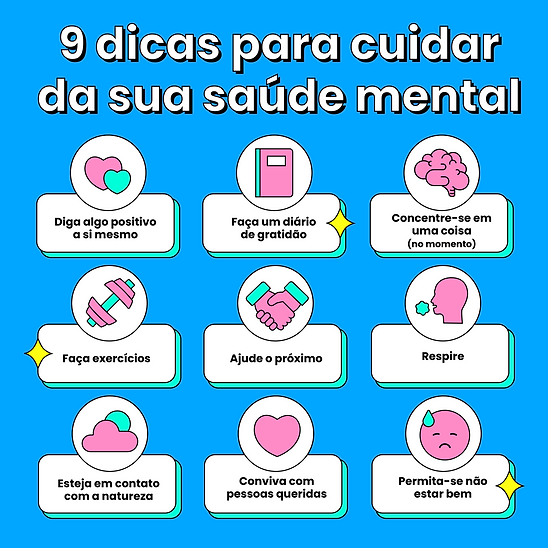 9 dicas para cuidar
da sua saúde mental
Diga algo positivo
a si mesmo
Faça um diário
de gratidão
Concentre-se em
uma coisa
(no momento)
Faça exercícios
Ajude o próximo
Respire
Esteja em contato
com a natureza
Conviva com
pessoas queridas
Permita-se não
estar bem